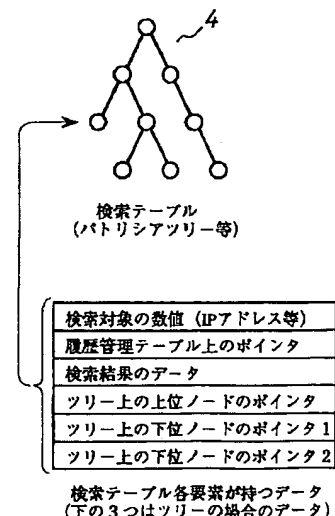 4
検索テーブル
(パトリシアツリー等)
検索対象の数値(IPアドレス等)
履歴管理テーブル上のポインタ
検索結果のデータ
ツリー上の上位ノードのポインタ
ツリー上の下位ノードのポインタ1
ツリー上の下位ノードのポインタ2
検索テーブル各要素が持つデータ
(下の3つはツリーの場合のデータ)